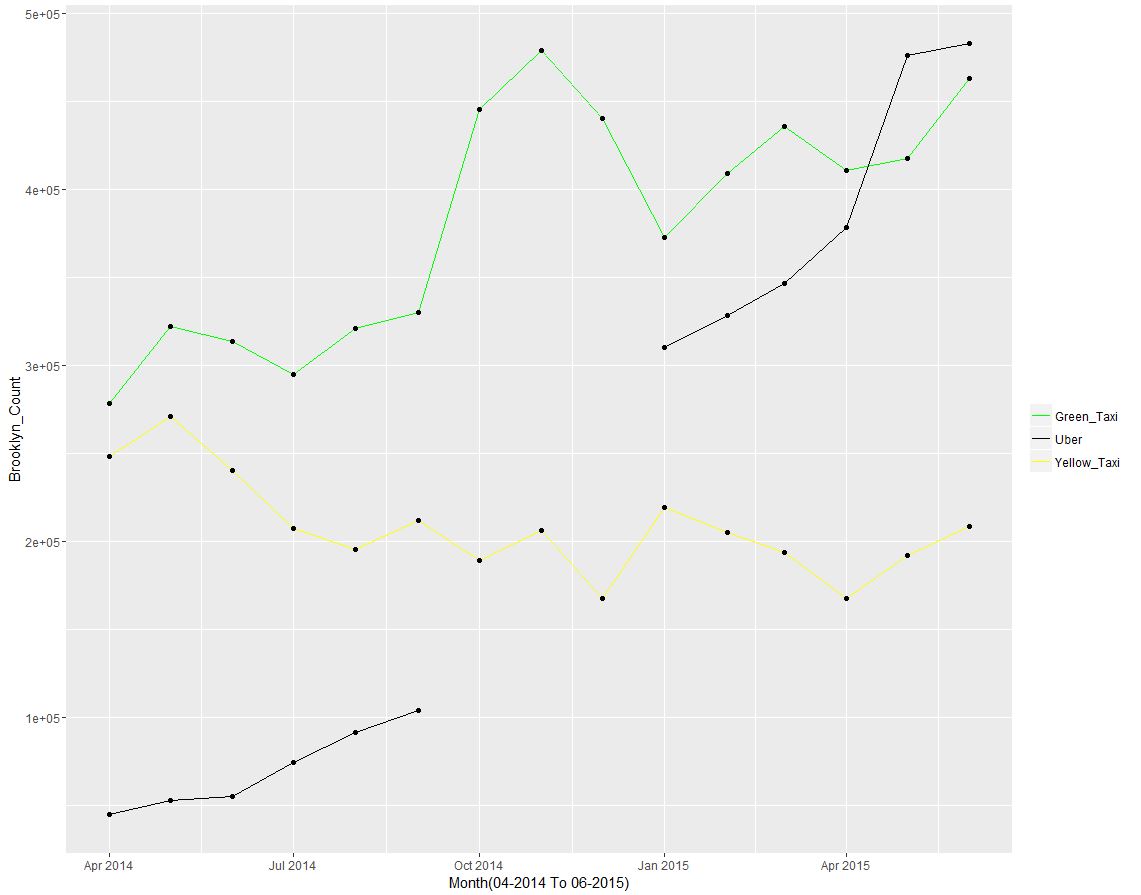 5e+05
4e+05
3e+05
2e+05
1e+05
Brooklyn_Count
Apr 2014
Jul 2014
Oct 2014
Jan 2015
Apr 2015
Month(04-2014 To 06-2015)
Green_Taxi
Uber
Yellow_Taxi